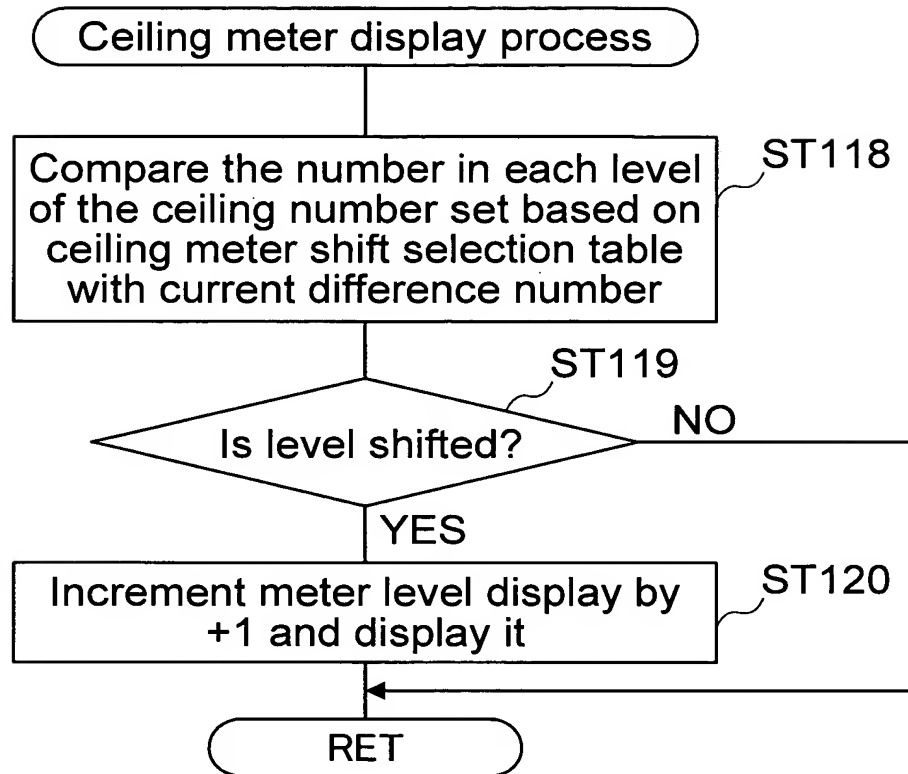 Ceiling meter display process
Compare the number in each level
of the ceiling number set based on
ceiling meter shift selection table
with current difference number
ST118
Is level shifted?
ST119
NO
YES
Increment meter level display by
+1 and display it
ST120
RET